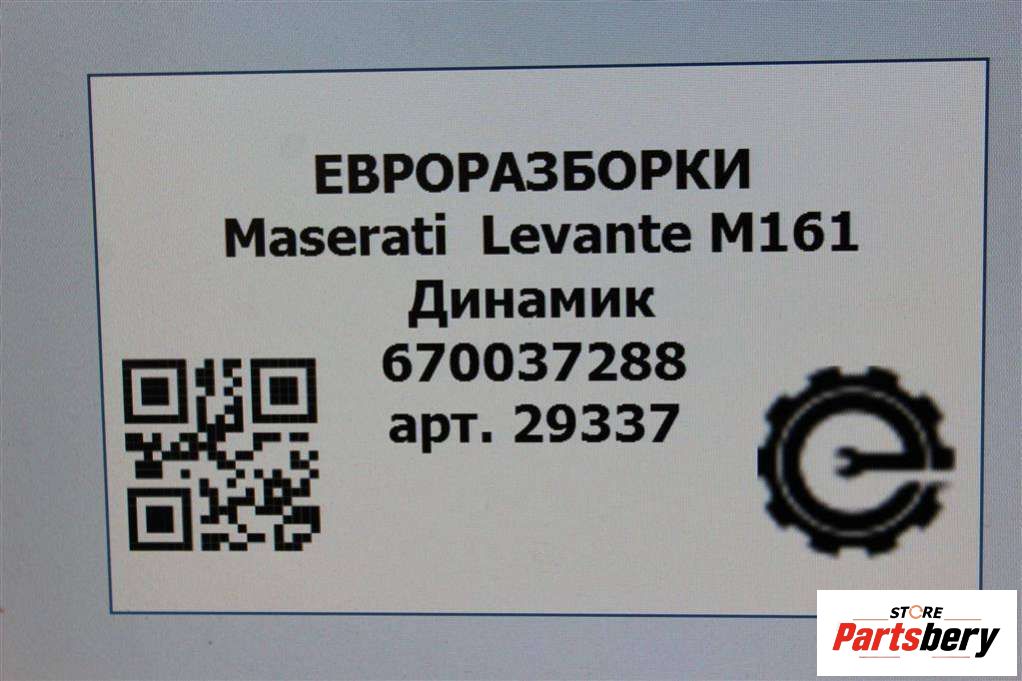 ЕВРОРАЗБОРКИ
Maserati Levante M161
Динамик
670037288
арт. 29337
STORE
Partsbery